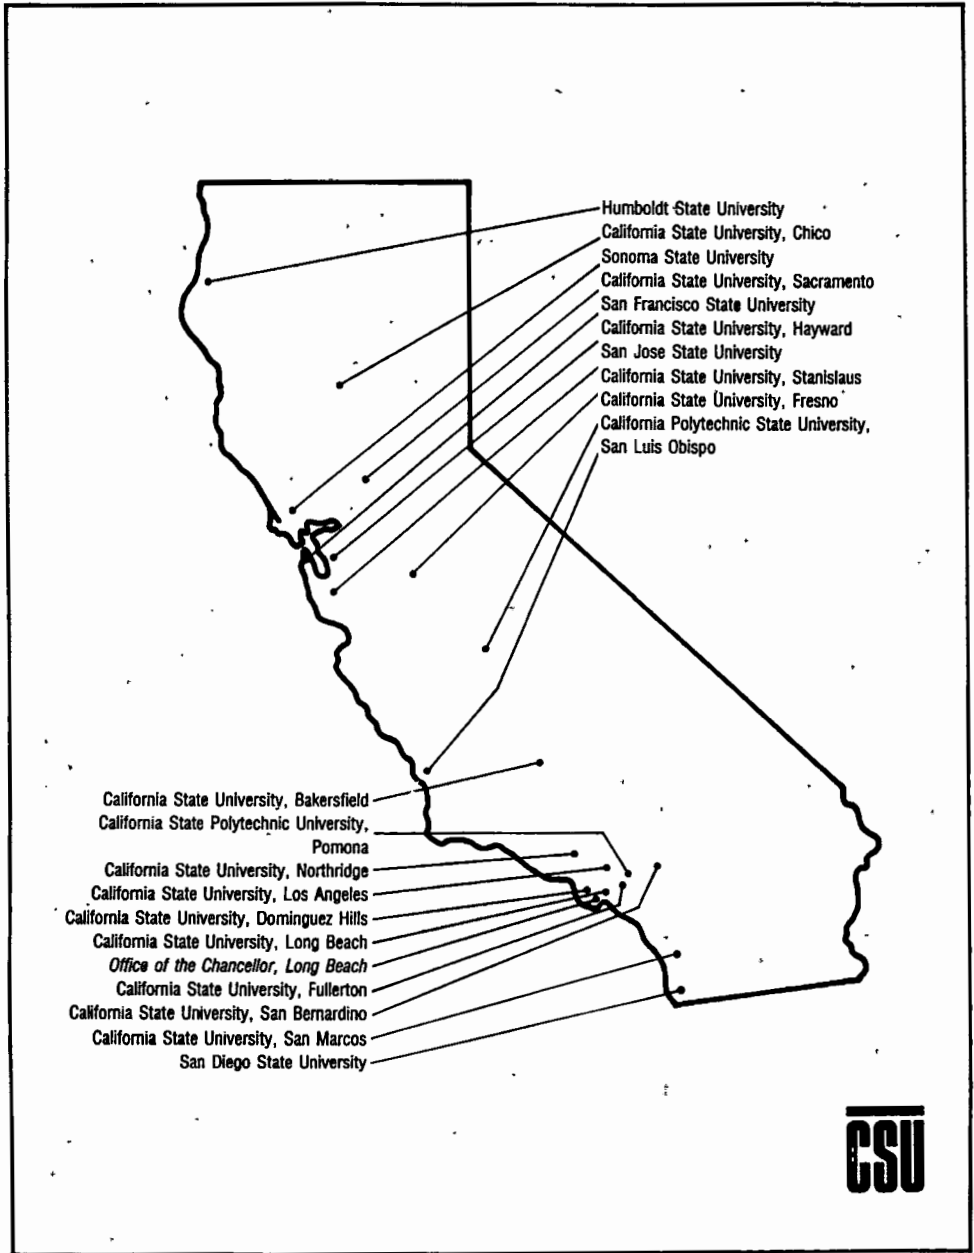 Humboldt State University
California State University, Chico
Sonoma State University
California State University, Sacramento
San Francisco State University
California State University, Hayward
San Jose State University
California State University, Stanislaus
California State University, Fresno
California Polytechnic State University,
San Luis Obispo
California State University, Bakersfield
California State Polytechnic University,
Pomona
California State University, Northridge
California State University, Los Angeles
California State University, Dominguez Hills
California State University, Long Beach
Office of the Chancellor, Long Beach
California State University, Fullerton
California State University, San Bernardino
California State University, San Marcos
San Diego State University
CSU